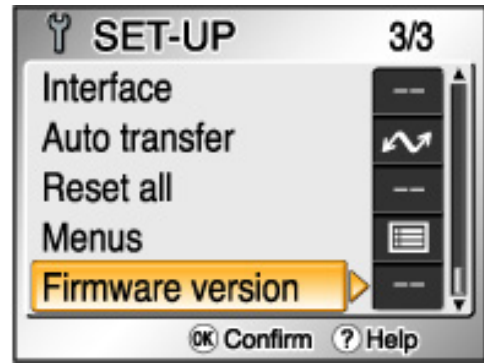 SET-UP 3/3
Interface --
Auto transfer
Reset all --
Menus
Firmware version --
OK Confirm ? Help